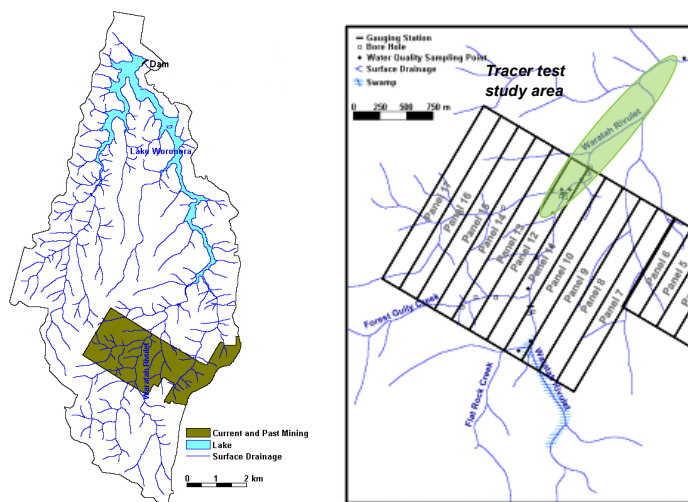 Dam
Lake Woronora
Waratah Rivulet
Current and Past Mining
Lake
Surface Drainage
0 1 2 km
Gauging Station
Bore Hole
Water Quality Sampling Point
Surface Drainage
Swamp
0 250 500 750 m
Tracer test
study area
Waratah Rivulet
Panel 17
Panel 16
Panel 15
Panel 14
Panel 13
Panel 12
Panel 11
Panel 10
Panel 9
Panel 8
Panel 7
Panel 6
Panel 5
Forest Gully Creek
Flat Rock Creek
Waratah Rivulet